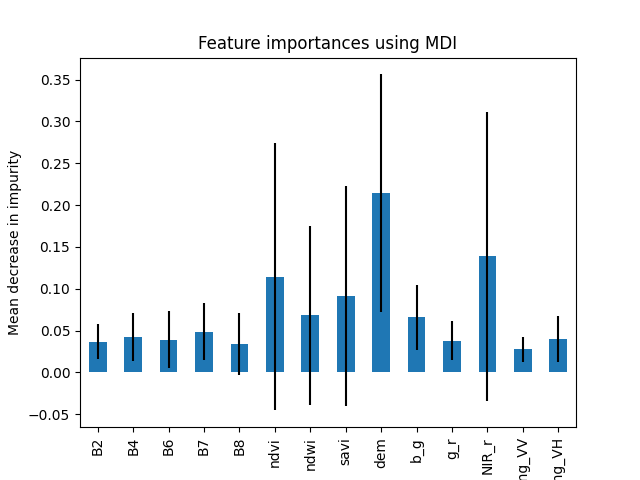 Feature importances using MDI
Mean decrease in impurity
0.35
0.30
0.25
0.20
0.15
0.10
0.05
0.00
−0.05
B2
B4
B6
B7
B8
ndvi
ndwi
savi
dem
b_g
g_r
NIR_r
ng_VV
ng_VH